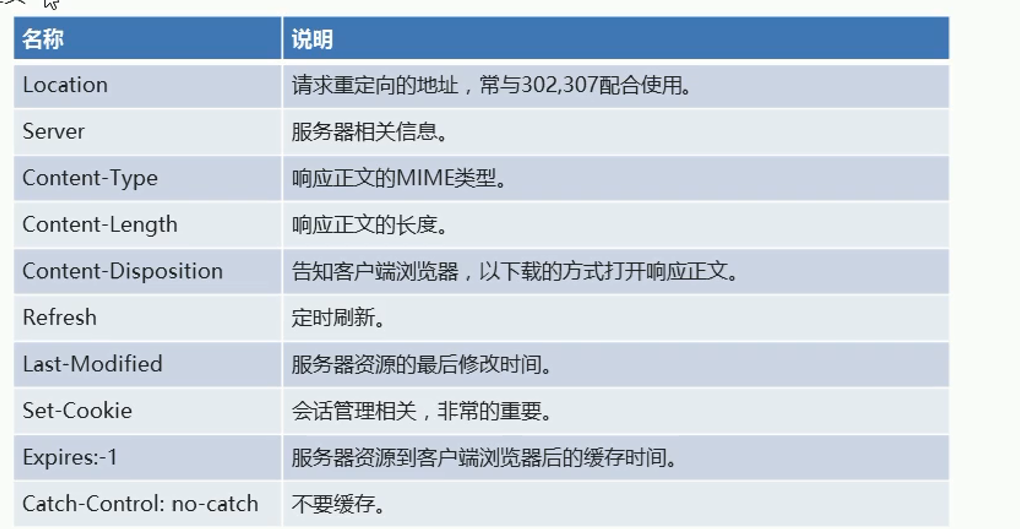 名称 说明
Location 请求重定向的地址，常与302,307配合使用。
Server 服务器相关信息。
Content-Type 响应正文的MIME类型。
Content-Length 响应正文的长度。
Content-Disposition 告知客户端浏览器，以下载的方式打开响应正文。
Refresh 定时刷新。
Last-Modified 服务器资源的最后修改时间。
Set-Cookie 会话管理相关，非常的重要。
Expires:-1 服务器资源到客户端浏览器后的缓存时间。
Catch-Control: no-catch 不要缓存。